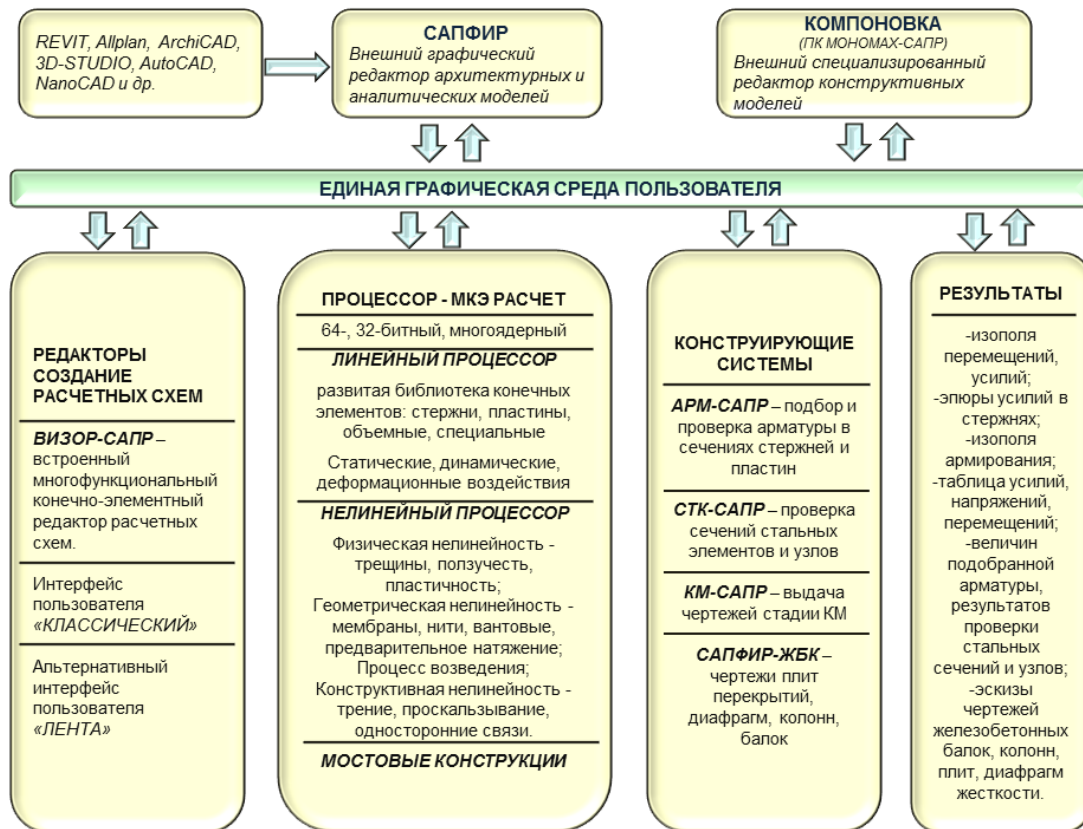 REVIT, Allplan, ArchiCAD,
3D-STUDIO, AutoCAD,
NanoCAD и др.
САПФИР
Внешний графический
редактор архитектурных и
аналитических моделей
КОМПОНОВКА
(ПК МОНОМАХ-САПР)
Внешний специализированный
редактор конструктивных
моделей
ЕДИНАЯ ГРАФИЧЕСКАЯ СРЕДА ПОЛЬЗОВАТЕЛЯ
РЕДАКТОРЫ
СОЗДАНИЕ
РАСЧЕТНЫХ СХЕМ
ВИЗОР-САПР –
встроенный
многофункциональный
конечно-элементный
редактор расчетных
схем.
Интерфейс
пользователя
«КЛАССИЧЕСКИЙ»
Альтернативный
интерфейс
пользователя
«ЛЕНТА»
ПРОЦЕССОР - МКЭ РАСЧЕТ
64-, 32-битный, многоядерный
ЛИНЕЙНЫЙ ПРОЦЕССОР
развитая библиотека конечных
элементов: стержни, пластины,
объемные, специальные
Статические, динамические,
деформационные воздействия
НЕЛИНЕЙНЫЙ ПРОЦЕССОР
Физическая нелинейность -
трещины, ползучесть,
пластичность;
Геометрическая нелинейность -
мембраны, нити, вантовые,
предварительное натяжение;
Процесс возведения;
Конструктивная нелинейность -
трение, проскальзывание,
односторонние связи.
МОСТОВЫЕ КОНСТРУКЦИИ
КОНСТРУИРУЮЩИЕ
СИСТЕМЫ
АРМ-САПР – подбор и
проверка арматуры в
сечениях стержней и
пластин
СТК-САПР – проверка
сечений стальных
элементов и узлов
КМ-САПР – выдача
чертежей стадии КМ
САПФИР-ЖБК –
чертежи плит
перекрытий,
диафрагм, колонн,
балок
РЕЗУЛЬТАТЫ
-изополя
перемещений,
усилий;
-эпюры усилий в
стержнях;
-изополя
армирования;
-таблица усилий,
напряжений,
перемещений;
-величин
подобранной
арматуры,
результатов
проверки
стальных
сечений и узлов;
-эскизы
чертежей
железобетонных
балок, колонн,
плит, диафрагм
жесткости.